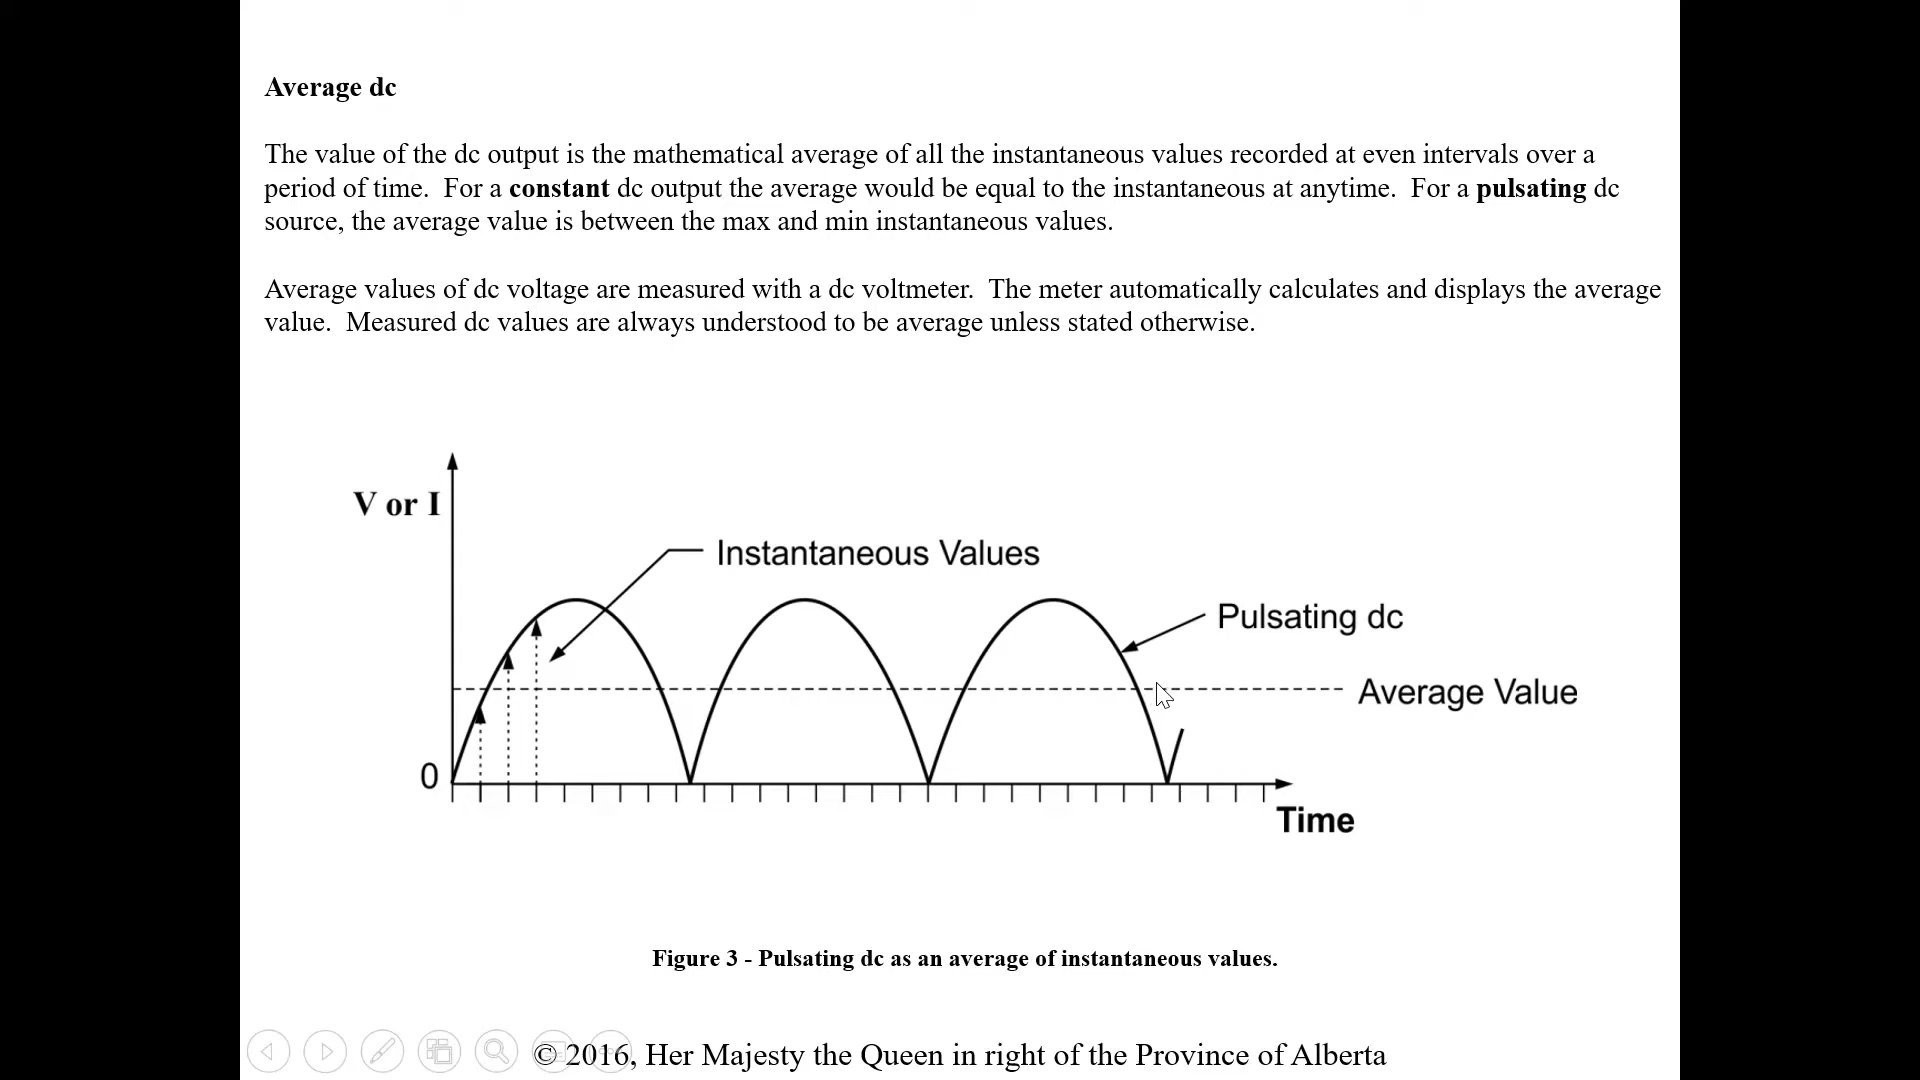 Average dc
The value of the dc output is the mathematical average of all the instantaneous values recorded at even intervals over a
period of time.  For a constant dc output the average would be equal to the instantaneous at anytime.  For a pulsating dc
source, the average value is between the max and min instantaneous values.
Average values of dc voltage are measured with a dc voltmeter.  The meter automatically calculates and displays the average
value.  Measured dc values are always understood to be average unless stated otherwise.
V or I
Instantaneous Values
Pulsating dc
Average Value
0
Time
Figure 3 - Pulsating dc as an average of instantaneous values.
© 2016, Her Majesty the Queen in right of the Province of Alberta